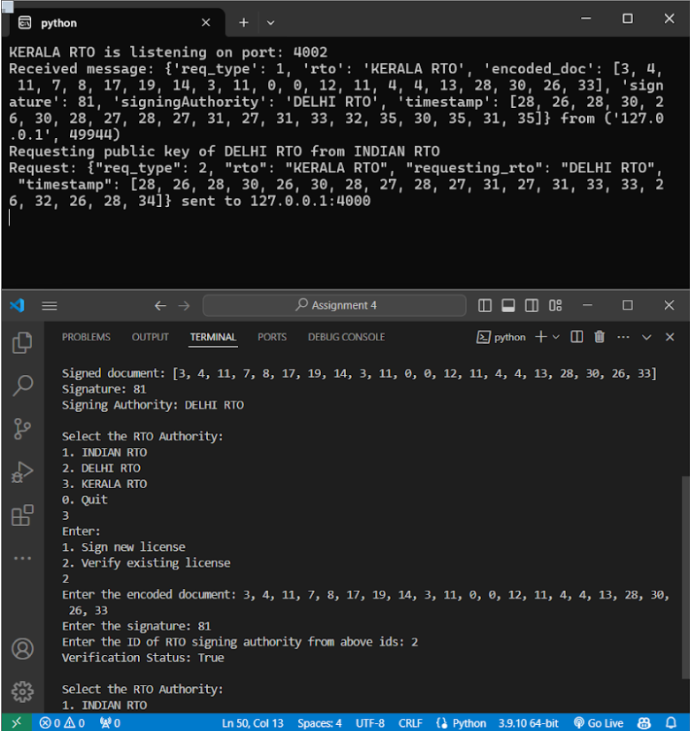 python
KERALA RTO is listening on port: 4002
Received message: {'req_type': 1, 'rto': 'KERALA RTO', 'encoded_doc': [3, 4,
 11, 7, 8, 17, 19, 14, 3, 11, 0, 0, 12, 11, 4, 4, 13, 28, 30, 26, 33], 'sign
ature': 81, 'signingAuthority': 'DELHI RTO', 'timestamp': [28, 26, 28, 30, 2
6, 30, 28, 27, 28, 27, 31, 27, 31, 33, 32, 35, 30, 35, 31, 35]} from ('127.0
.0.1', 49944)
Requesting public key of DELHI RTO from INDIAN RTO
Request: {"req_type": 2, "rto": "KERALA RTO", "requesting_rto": "DELHI RTO",
 "timestamp": [28, 26, 28, 30, 26, 30, 28, 27, 28, 27, 31, 27, 31, 33, 33, 2
6, 32, 26, 28, 34]} sent to 127.0.0.1:4000
Assignment 4
PROBLEMS OUTPUT TERMINAL PORTS DEBUG CONSOLE python
Signed document: [3, 4, 11, 7, 8, 17, 19, 14, 3, 11, 0, 0, 12, 11, 4, 4, 13, 28, 30, 26, 33]
Signature: 81
Signing Authority: DELHI RTO
Select the RTO Authority:
1. INDIAN RTO
2. DELHI RTO
3. KERALA RTO
0. Quit
3
Enter:
1. Sign new license
2. Verify existing license
2
Enter the encoded document: 3, 4, 11, 7, 8, 17, 19, 14, 3, 11, 0, 0, 12, 11, 4, 4, 13, 28, 30,
 26, 33
Enter the signature: 81
Enter the ID of RTO signing authority from above ids: 2
Verification Status: True
Select the RTO Authority:
1. INDIAN RTO
0 0 0 Ln 50, Col 13 Spaces: 4 UTF-8 CRLF Python 3.9.10 64-bit Go Live